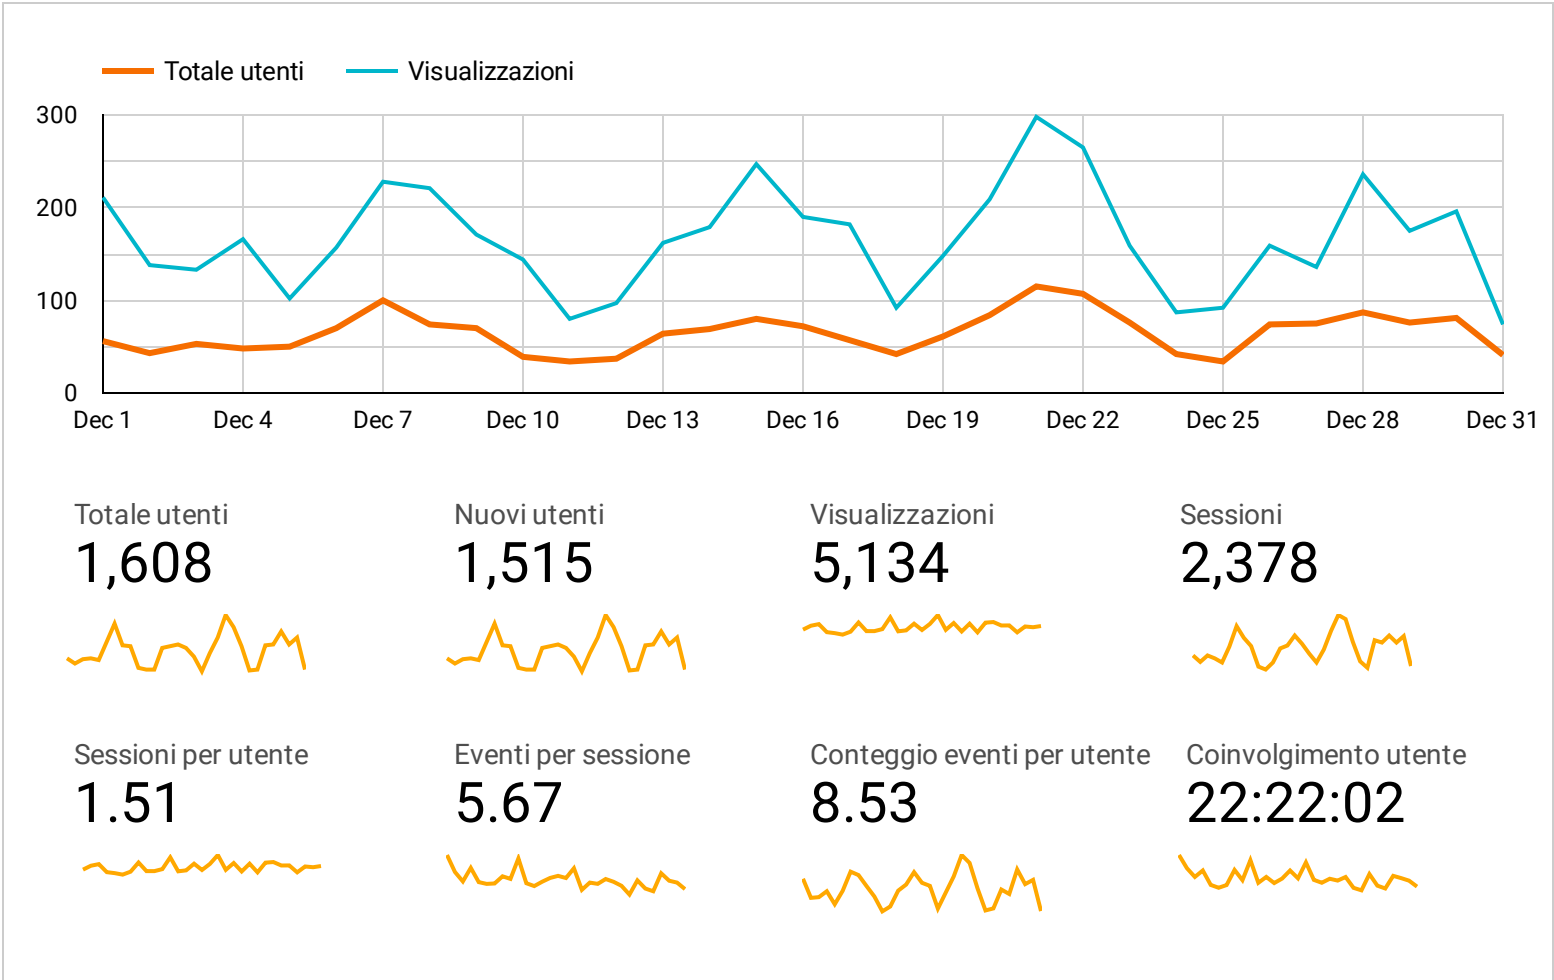 Totale utenti Visualizzazioni
300
200
100
0
Dec 1 Dec 4 Dec 7 Dec 10 Dec 13 Dec 16 Dec 19 Dec 22 Dec 25 Dec 28 Dec 31
Totale utenti Nuovi utenti Visualizzazioni Sessioni
1,608 1,515 5,134 2,378
Sessioni per utente Eventi per sessione Conteggio eventi per utente Coinvolgimento utente
1.51 5.67 8.53 22:22:02